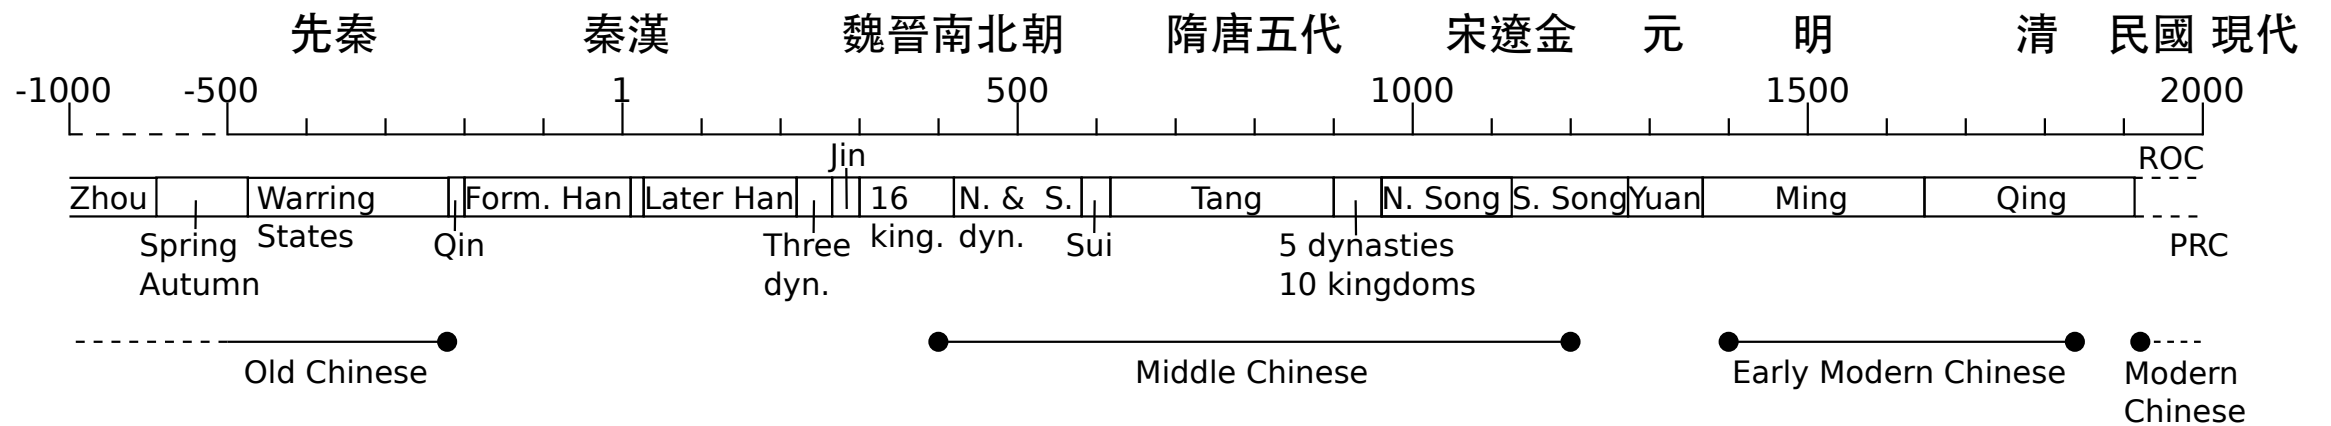 先秦 秦漢 魏晉南北朝 隋唐五代 宋遼金 元 明 清 民國 現代
-1000 -500 1 500 1000 1500 2000
Jin ROC
Zhou Warring Form. Han Later Han 16 N. & S. Tang N. Song S. Song Yuan Ming Qing
Spring States Qin Three king. dyn. Sui 5 dynasties PRC
Autumn dyn. 10 kingdoms
Old Chinese Middle Chinese Early Modern Chinese Modern
Chinese